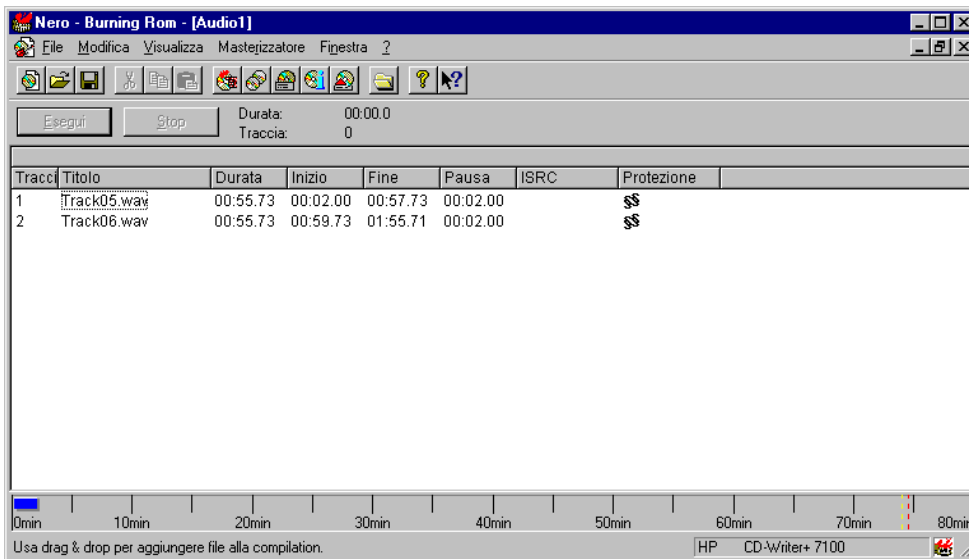 Nero - Burning Rom - [Audio1]
File Modifica Visualizza Masterizzatore Finestra ?
Esegui Stop Durata: 00:00.0
Traccia: 0
Tracci Titolo Durata Inizio Fine Pausa ISRC Protezione
1 Track05.wav 00:55.73 00:02.00 00:57.73 00:02.00 §§
2 Track06.wav 00:55.73 00:59.73 01:55.71 00:02.00 §§
0min 10min 20min 30min 40min 50min 60min 70min 80min
Usa drag & drop per aggiungere file alla compilation. HP CD-Writer+ 7100